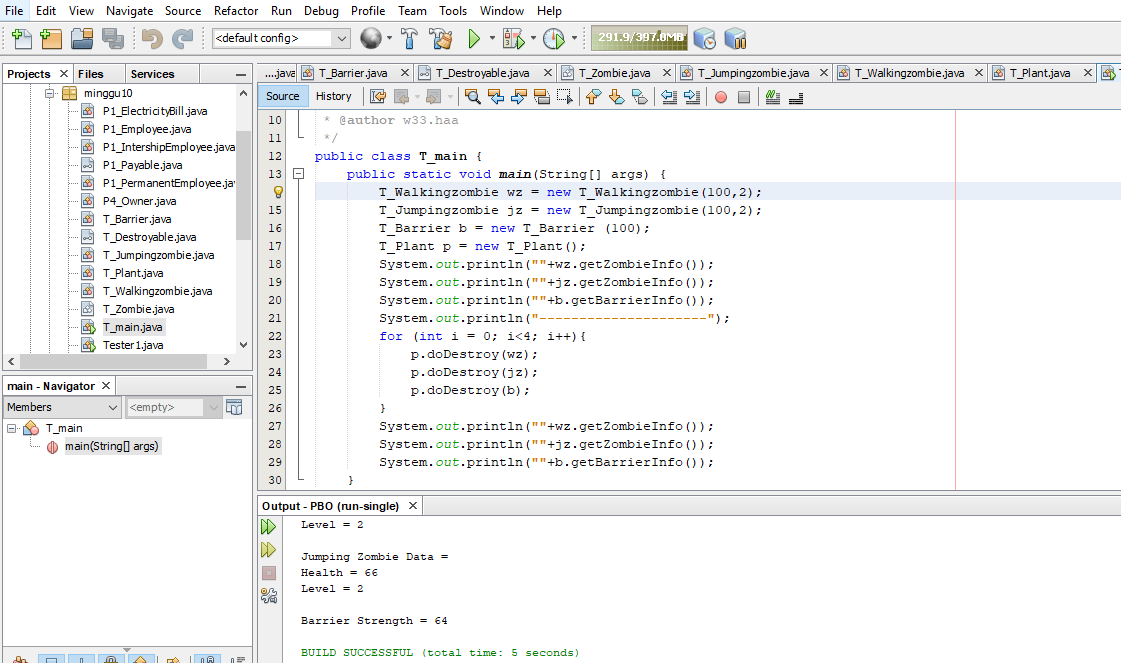 File Edit View Navigate Source Refactor Run Debug Profile Team Tools Window Help
<default config> 291.9/397.0MB
Projects Files Services
minggu10
P1_ElectricityBill.java
P1_Employee.java
P1_IntershipEmployee.java
P1_Payable.java
P1_PermanentEmployee.jav
P4_Owner.java
T_Barrier.java
T_Destroyable.java
T_Jumpingzombie.java
T_Plant.java
T_Walkingzombie.java
T_Zombie.java
T_main.java
Tester1.java
main - Navigator
Members <empty>
T_main
main(String[] args)
....java T_Barrier.java T_Destroyable.java T_Zombie.java T_Jumpingzombie.java T_Walkingzombie.java T_Plant.java
Source History
10 * @author w33.haa
11 */
12 public class T_main {
13 public static void main(String[] args) {
T_Walkingzombie wz = new T_Walkingzombie(100,2);
15 T_Jumpingzombie jz = new T_Jumpingzombie(100,2);
16 T_Barrier b = new T_Barrier (100);
17 T_Plant p = new T_Plant();
18 System.out.println(""+wz.getZombieInfo());
19 System.out.println(""+jz.getZombieInfo());
20 System.out.println(""+b.getBarrierInfo());
21 System.out.println("---------------------");
22 for (int i = 0; i<4; i++){
23 p.doDestroy(wz);
24 p.doDestroy(jz);
25 p.doDestroy(b);
26 }
27 System.out.println(""+wz.getZombieInfo());
28 System.out.println(""+jz.getZombieInfo());
29 System.out.println(""+b.getBarrierInfo());
30 }
Output - PBO (run-single)
Level = 2
Jumping Zombie Data =
Health = 66
Level = 2
Barrier Strength = 64
BUILD SUCCESSFUL (total time: 5 seconds)